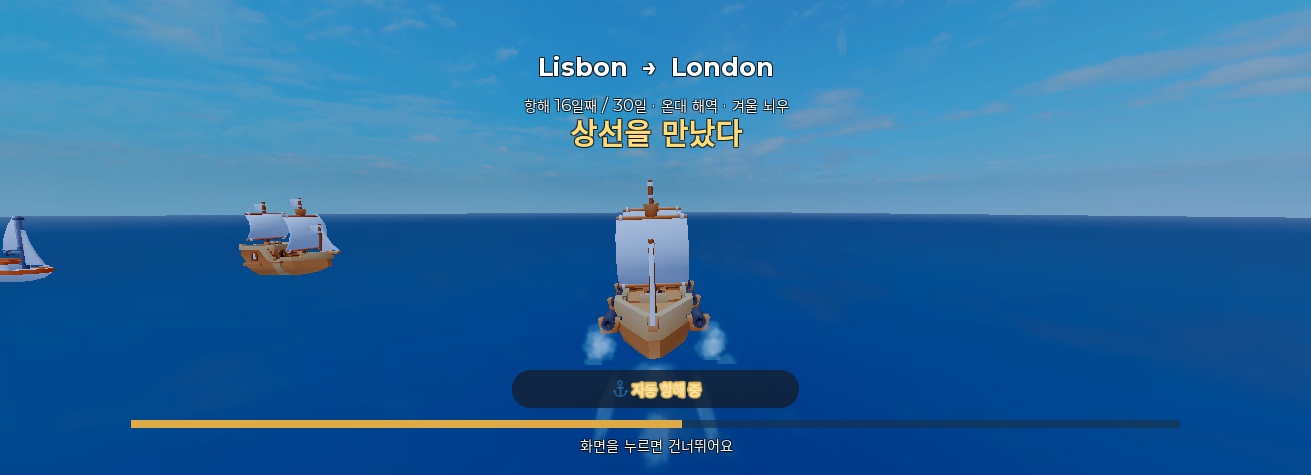 Lisbon → London
항해 16일째 / 30일 · 온대 해역 · 겨울 뇌우
상선을 만났다
⚓ 자동 항해 중
화면을 누르면 건너뛰어요